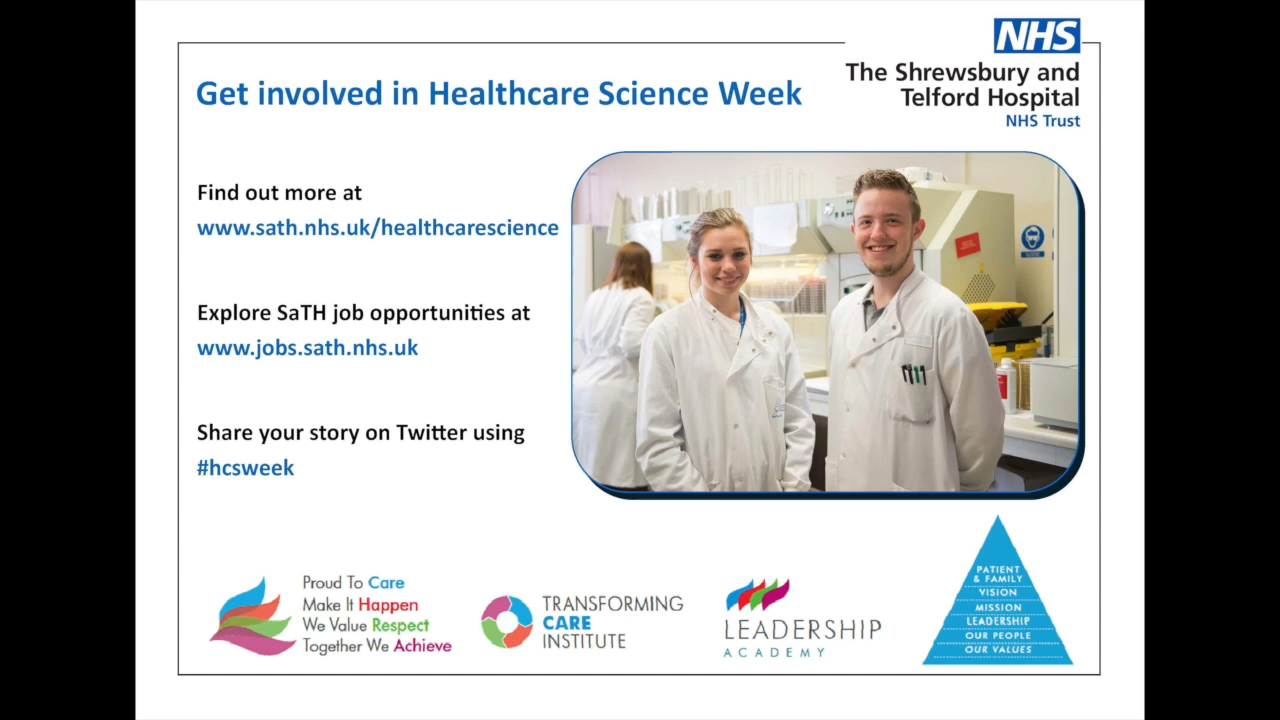 NHS
The Shrewsbury and
Telford Hospital
NHS Trust
Get involved in Healthcare Science Week
Find out more at
www.sath.nhs.uk/healthcarescience
Explore SaTH job opportunities at
www.jobs.sath.nhs.uk
Share your story on Twitter using
#hcsweek
Proud To Care
Make It Happen
We Value Respect
Together We Achieve
TRANSFORMING
CARE
INSTITUTE
LEADERSHIP
ACADEMY
PATIENT
& FAMILY
VISION
MISSION
LEADERSHIP
OUR PEOPLE
OUR VALUES